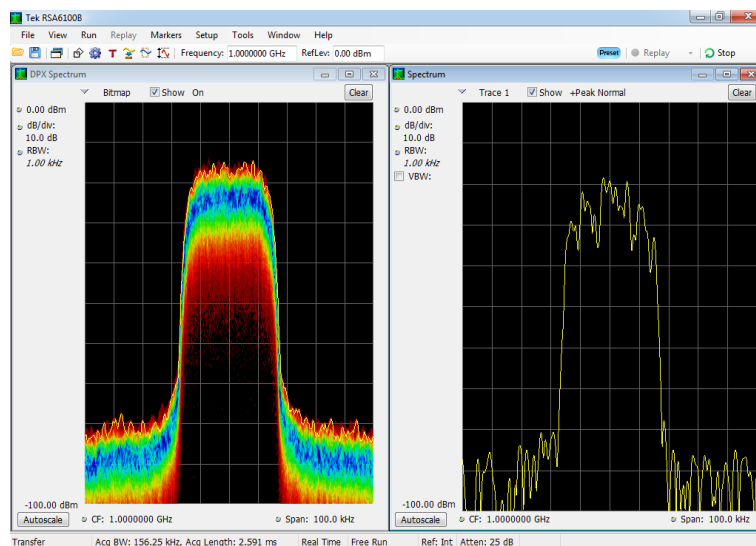 Tek RSA6100B
File View Run Replay Markers Setup Tools Window Help
Frequency: 1.0000000 GHz RefLev: 0.00 dBm Preset Replay Stop
DPX Spectrum
Bitmap Show On Clear
0.00 dBm
dB/div:
10.0 dB
RBW:
1.00 kHz
-100.00 dBm
Autoscale CF: 1.0000000 GHz Span: 100.0 kHz
Spectrum
Trace 1 Show +Peak Normal Clear
0.00 dBm
dB/div:
10.0 dB
RBW:
1.00 kHz
VBW:
-100.00 dBm
Autoscale CF: 1.0000000 GHz Span: 100.0 kHz
Transfer Acq BW: 156.25 kHz, Acq Length: 2.591 ms Real Time Free Run Ref: Int Atten: 25 dB